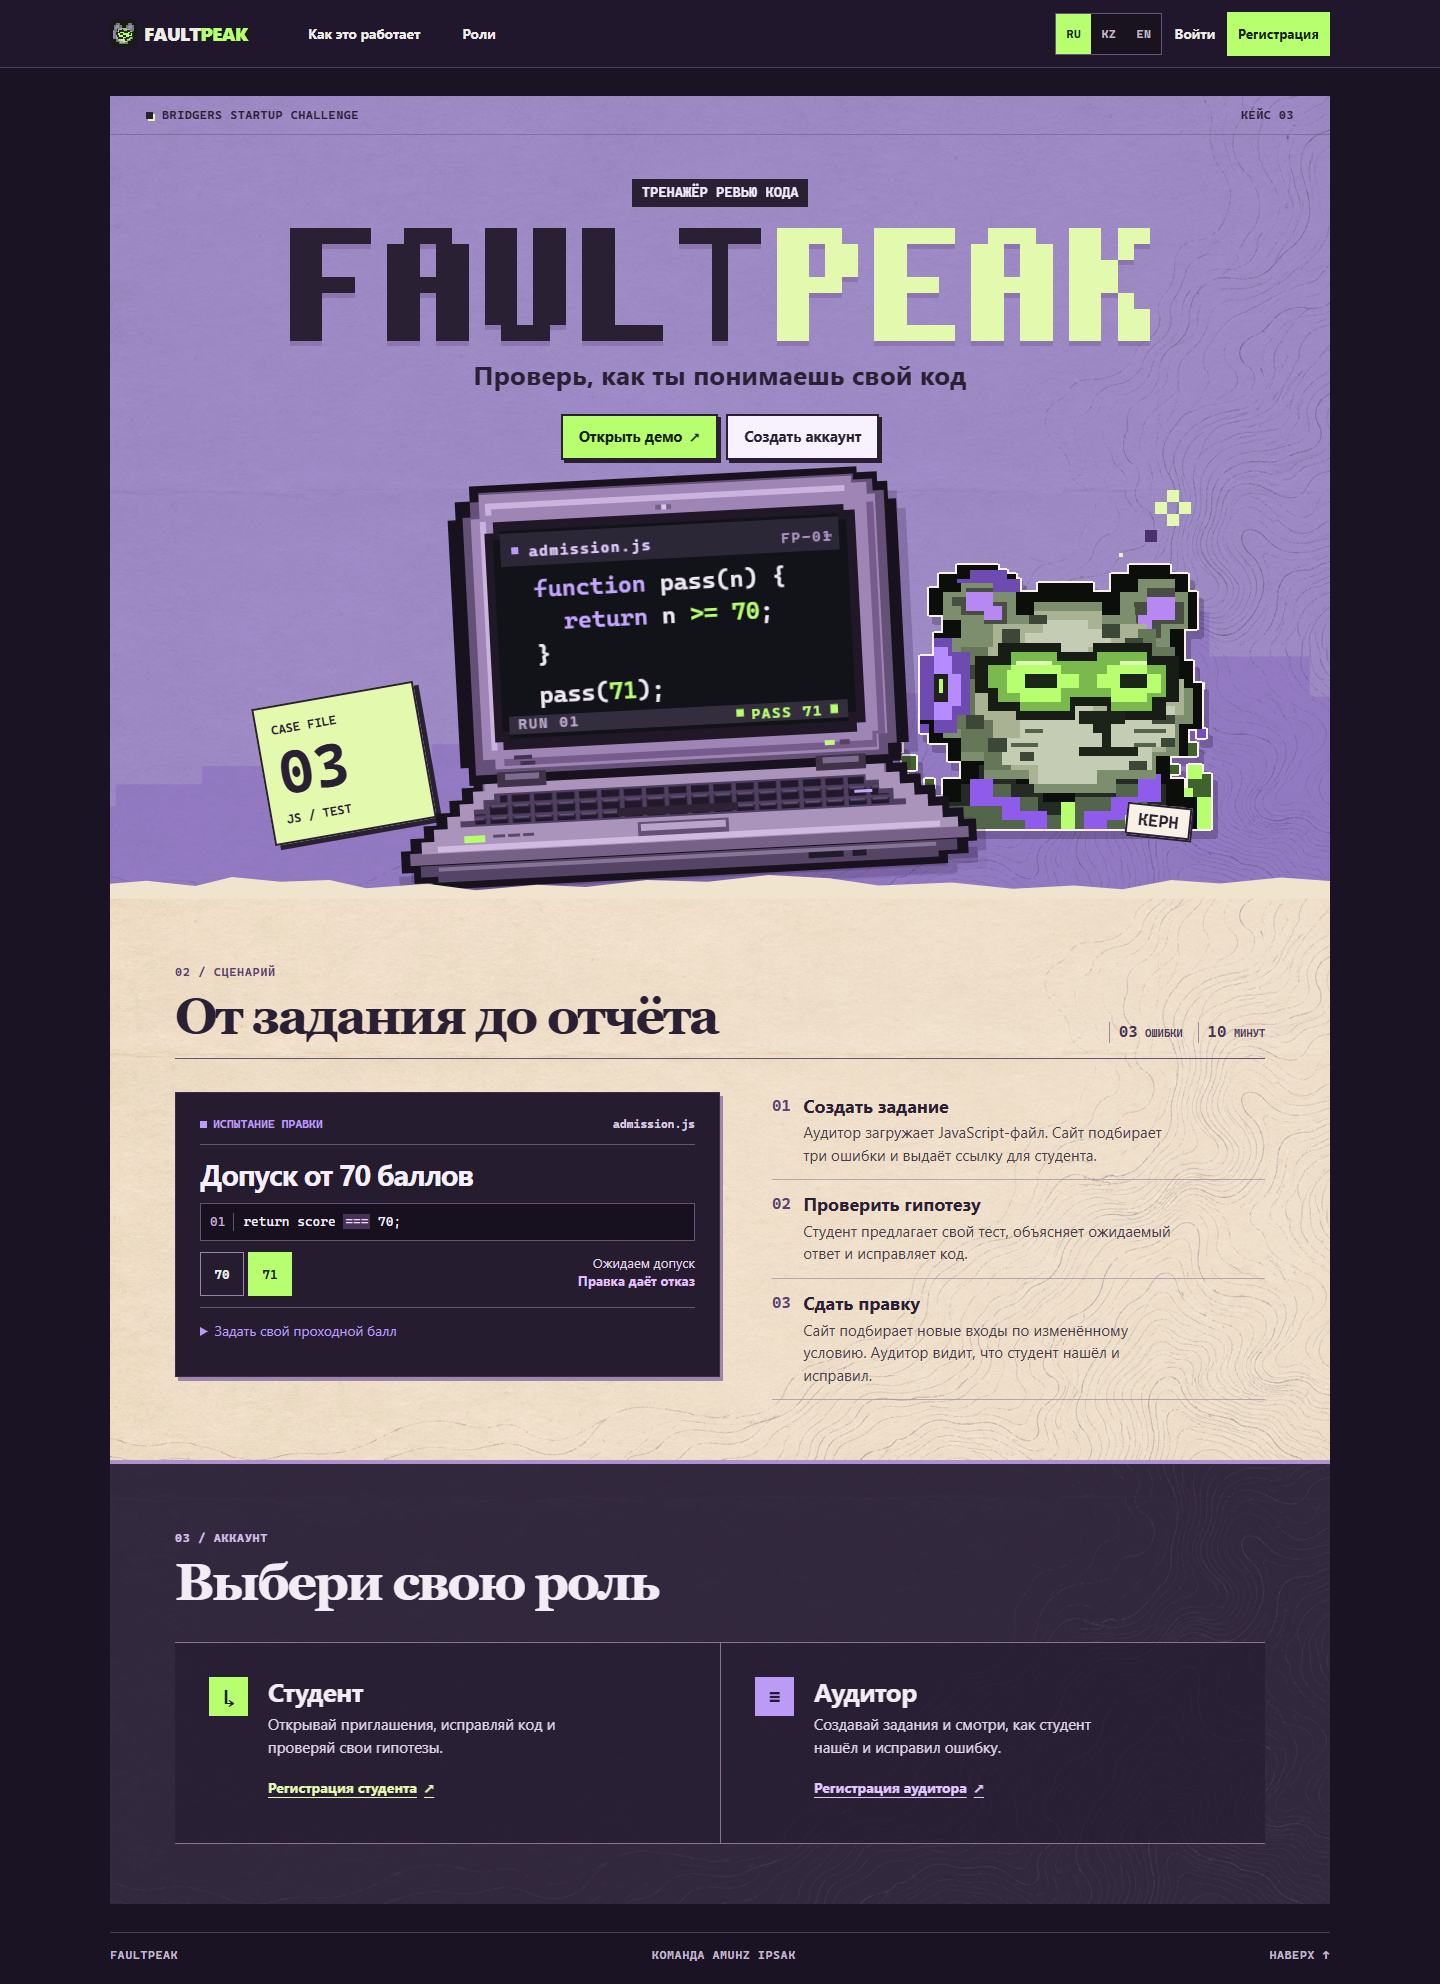 FAULTPEAK
Как это работает
Роли
RU KZ EN
Войти
Регистрация
BRIDGERS STARTUP CHALLENGE
КЕЙС 03
ТРЕНАЖЁР РЕВЬЮ КОДА
FAULTPEAK
Проверь, как ты понимаешь свой код
Открыть демо ↗
Создать аккаунт
admission.js
FP-01
function pass(n) {
return n >= 70;
}
pass(71);
RUN 01
PASS 71
CASE FILE
03
JS / TEST
КЕРН
02 / СЦЕНАРИЙ
От задания до отчёта
03 ОШИБКИ
10 МИНУТ
ИСПЫТАНИЕ ПРАВКИ
admission.js
Допуск от 70 баллов
01 return score === 70;
70 71
Ожидаем допуск
Правка даёт отказ
▶ Задать свой проходной балл
01 Создать задание
Аудитор загружает JavaScript-файл. Сайт подбирает
три ошибки и выдаёт ссылку для студента.
02 Проверить гипотезу
Студент предлагает свой тест, объясняет ожидаемый
ответ и исправляет код.
03 Сдать правку
Сайт подбирает новые входы по изменённому
условию. Аудитор видит, что студент нашёл и
исправил.
03 / АККАУНТ
Выбери свою роль
Студент
Открывай приглашения, исправляй код и
проверяй свои гипотезы.
Регистрация студента ↗
Аудитор
Создавай задания и смотри, как студент
нашёл и исправил ошибку.
Регистрация аудитора ↗
FAULTPEAK
КОМАНДА AMUHZ IPSAK
НАВЕРХ ↑